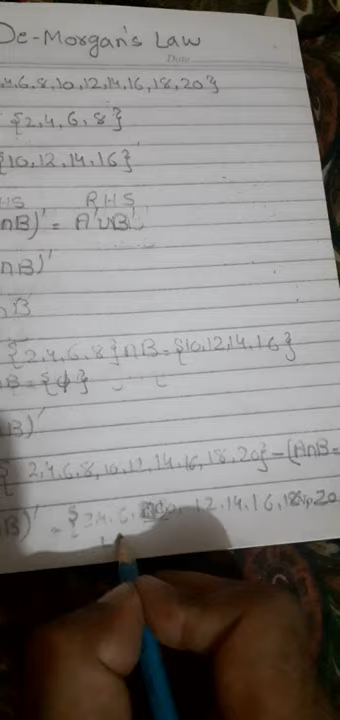 De-Morgan's Law
Date
4,6,8,10,12,14,16,18,20}
{2,4,6,8}
{10,12,14,16}
HS RHS
∩B)' = A'∪B'
∩B)'
∩B
{2,4,6,8}∩B={10,12,14,16}
∩B={ϕ}
B)'
{2,4,6,8,10,12,14,16,18,20}-(A∩B=
B)' = {2,4,6, 12,14,16,18,20